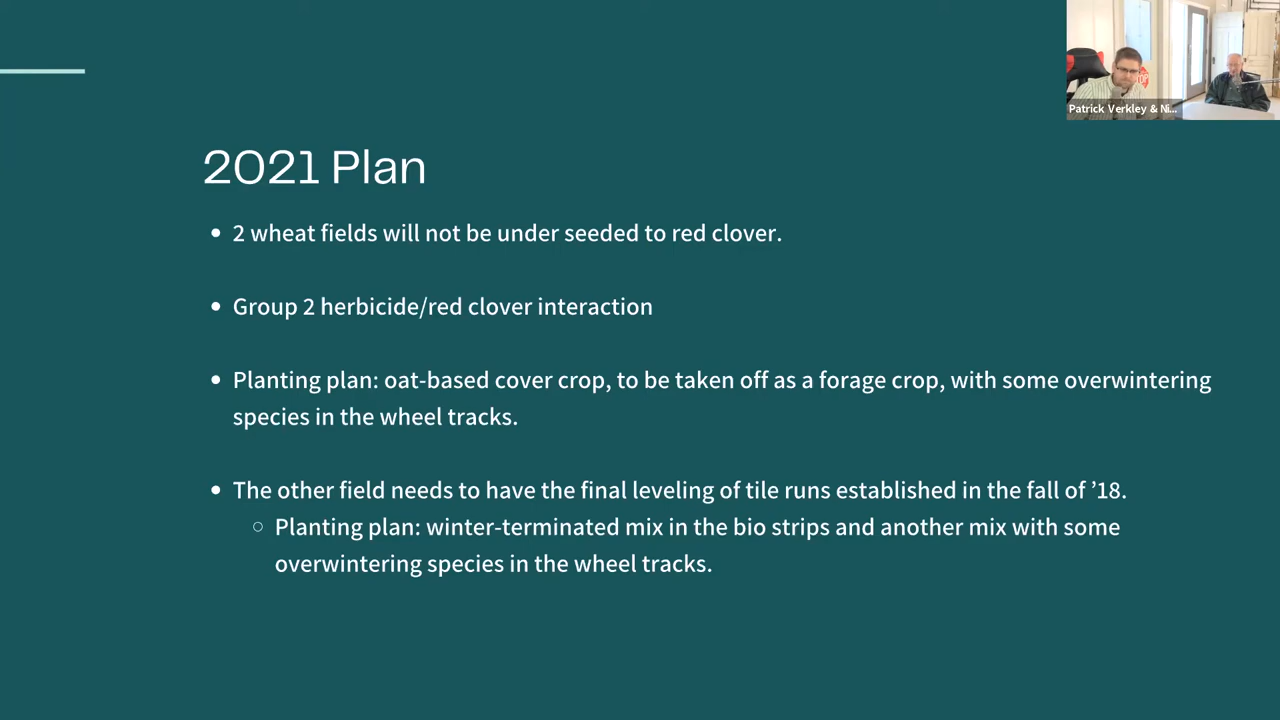 Patrick Verkley & Ni...
2021 Plan
• 2 wheat fields will not be under seeded to red clover.
• Group 2 herbicide/red clover interaction
• Planting plan: oat-based cover crop, to be taken off as a forage crop, with some overwintering
species in the wheel tracks.
• The other field needs to have the final leveling of tile runs established in the fall of ’18.
○ Planting plan: winter-terminated mix in the bio strips and another mix with some
overwintering species in the wheel tracks.